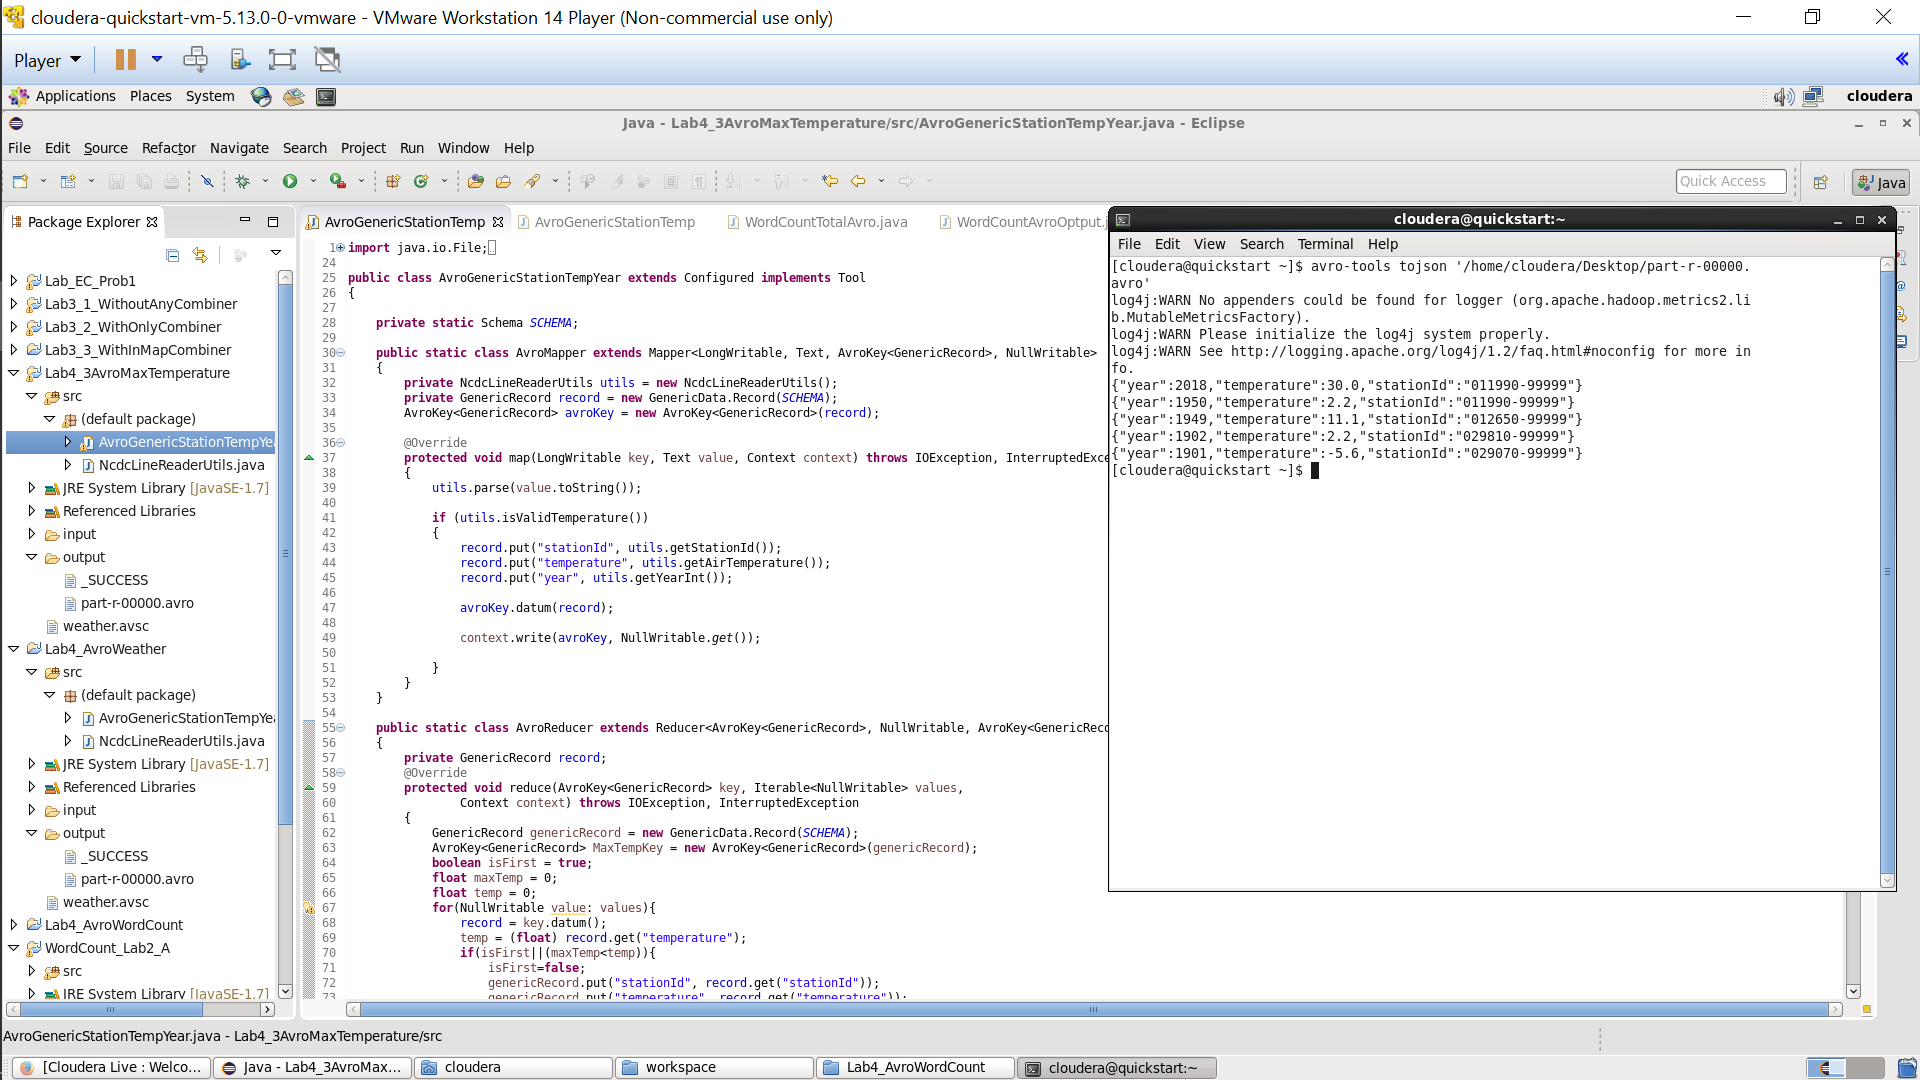 cloudera-quickstart-vm-5.13.0-0-vmware - VMware Workstation 14 Player (Non-commercial use only)
Player
Applications Places System cloudera
Java - Lab4_3AvroMaxTemperature/src/AvroGenericStationTempYear.java - Eclipse
File Edit Source Refactor Navigate Search Project Run Window Help
Quick Access Java
Package Explorer
Lab_EC_Prob1
Lab3_1_WithoutAnyCombiner
Lab3_2_WithOnlyCombiner
Lab3_3_WithInMapCombiner
Lab4_3AvroMaxTemperature
src
(default package)
AvroGenericStationTempYea
NcdcLineReaderUtils.java
JRE System Library [JavaSE-1.7]
Referenced Libraries
input
output
_SUCCESS
part-r-00000.avro
weather.avsc
Lab4_AvroWeather
src
(default package)
AvroGenericStationTempYea
NcdcLineReaderUtils.java
JRE System Library [JavaSE-1.7]
Referenced Libraries
input
output
_SUCCESS
part-r-00000.avro
weather.avsc
Lab4_AvroWordCount
WordCount_Lab2_A
src
JRE System Library [JavaSE-1.7]
AvroGenericStationTemp AvroGenericStationTemp WordCountTotalAvro.java WordCountAvroOptput.j
1 import java.io.File;
24
25 public class AvroGenericStationTempYear extends Configured implements Tool
26 {
27
28 private static Schema SCHEMA;
29
30 public static class AvroMapper extends Mapper<LongWritable, Text, AvroKey<GenericRecord>, NullWritable>
31 {
32 private NcdcLineReaderUtils utils = new NcdcLineReaderUtils();
33 private GenericRecord record = new GenericData.Record(SCHEMA);
34 AvroKey<GenericRecord> avroKey = new AvroKey<GenericRecord>(record);
35
36 @Override
37 protected void map(LongWritable key, Text value, Context context) throws IOException, InterruptedExce
38 {
39 utils.parse(value.toString());
40
41 if (utils.isValidTemperature())
42 {
43 record.put("stationId", utils.getStationId());
44 record.put("temperature", utils.getAirTemperature());
45 record.put("year", utils.getYearInt());
46
47 avroKey.datum(record);
48
49 context.write(avroKey, NullWritable.get());
50
51 }
52 }
53 }
54
55 public static class AvroReducer extends Reducer<AvroKey<GenericRecord>, NullWritable, AvroKey<GenericReco
56 {
57 private GenericRecord record;
58 @Override
59 protected void reduce(AvroKey<GenericRecord> key, Iterable<NullWritable> values,
60 Context context) throws IOException, InterruptedException
61 {
62 GenericRecord genericRecord = new GenericData.Record(SCHEMA);
63 AvroKey<GenericRecord> MaxTempKey = new AvroKey<GenericRecord>(genericRecord);
64 boolean isFirst = true;
65 float maxTemp = 0;
66 float temp = 0;
67 for(NullWritable value: values){
68 record = key.datum();
69 temp = (float) record.get("temperature");
70 if(isFirst||(maxTemp<temp)){
71 isFirst=false;
72 genericRecord.put("stationId", record.get("stationId"));
73 genericRecord.put("temperature", record.get("temperature"));
cloudera@quickstart:~
File Edit View Search Terminal Help
[cloudera@quickstart ~]$ avro-tools tojson '/home/cloudera/Desktop/part-r-00000.
avro'
log4j:WARN No appenders could be found for logger (org.apache.hadoop.metrics2.li
b.MutableMetricsFactory).
log4j:WARN Please initialize the log4j system properly.
log4j:WARN See http://logging.apache.org/log4j/1.2/faq.html#noconfig for more in
fo.
{"year":2018,"temperature":30.0,"stationId":"011990-99999"}
{"year":1950,"temperature":2.2,"stationId":"011990-99999"}
{"year":1949,"temperature":11.1,"stationId":"012650-99999"}
{"year":1902,"temperature":2.2,"stationId":"029810-99999"}
{"year":1901,"temperature":-5.6,"stationId":"029070-99999"}
[cloudera@quickstart ~]$
AvroGenericStationTempYear.java - Lab4_3AvroMaxTemperature/src
[Cloudera Live : Welco... Java - Lab4_3AvroMax... cloudera workspace Lab4_AvroWordCount cloudera@quickstart:~